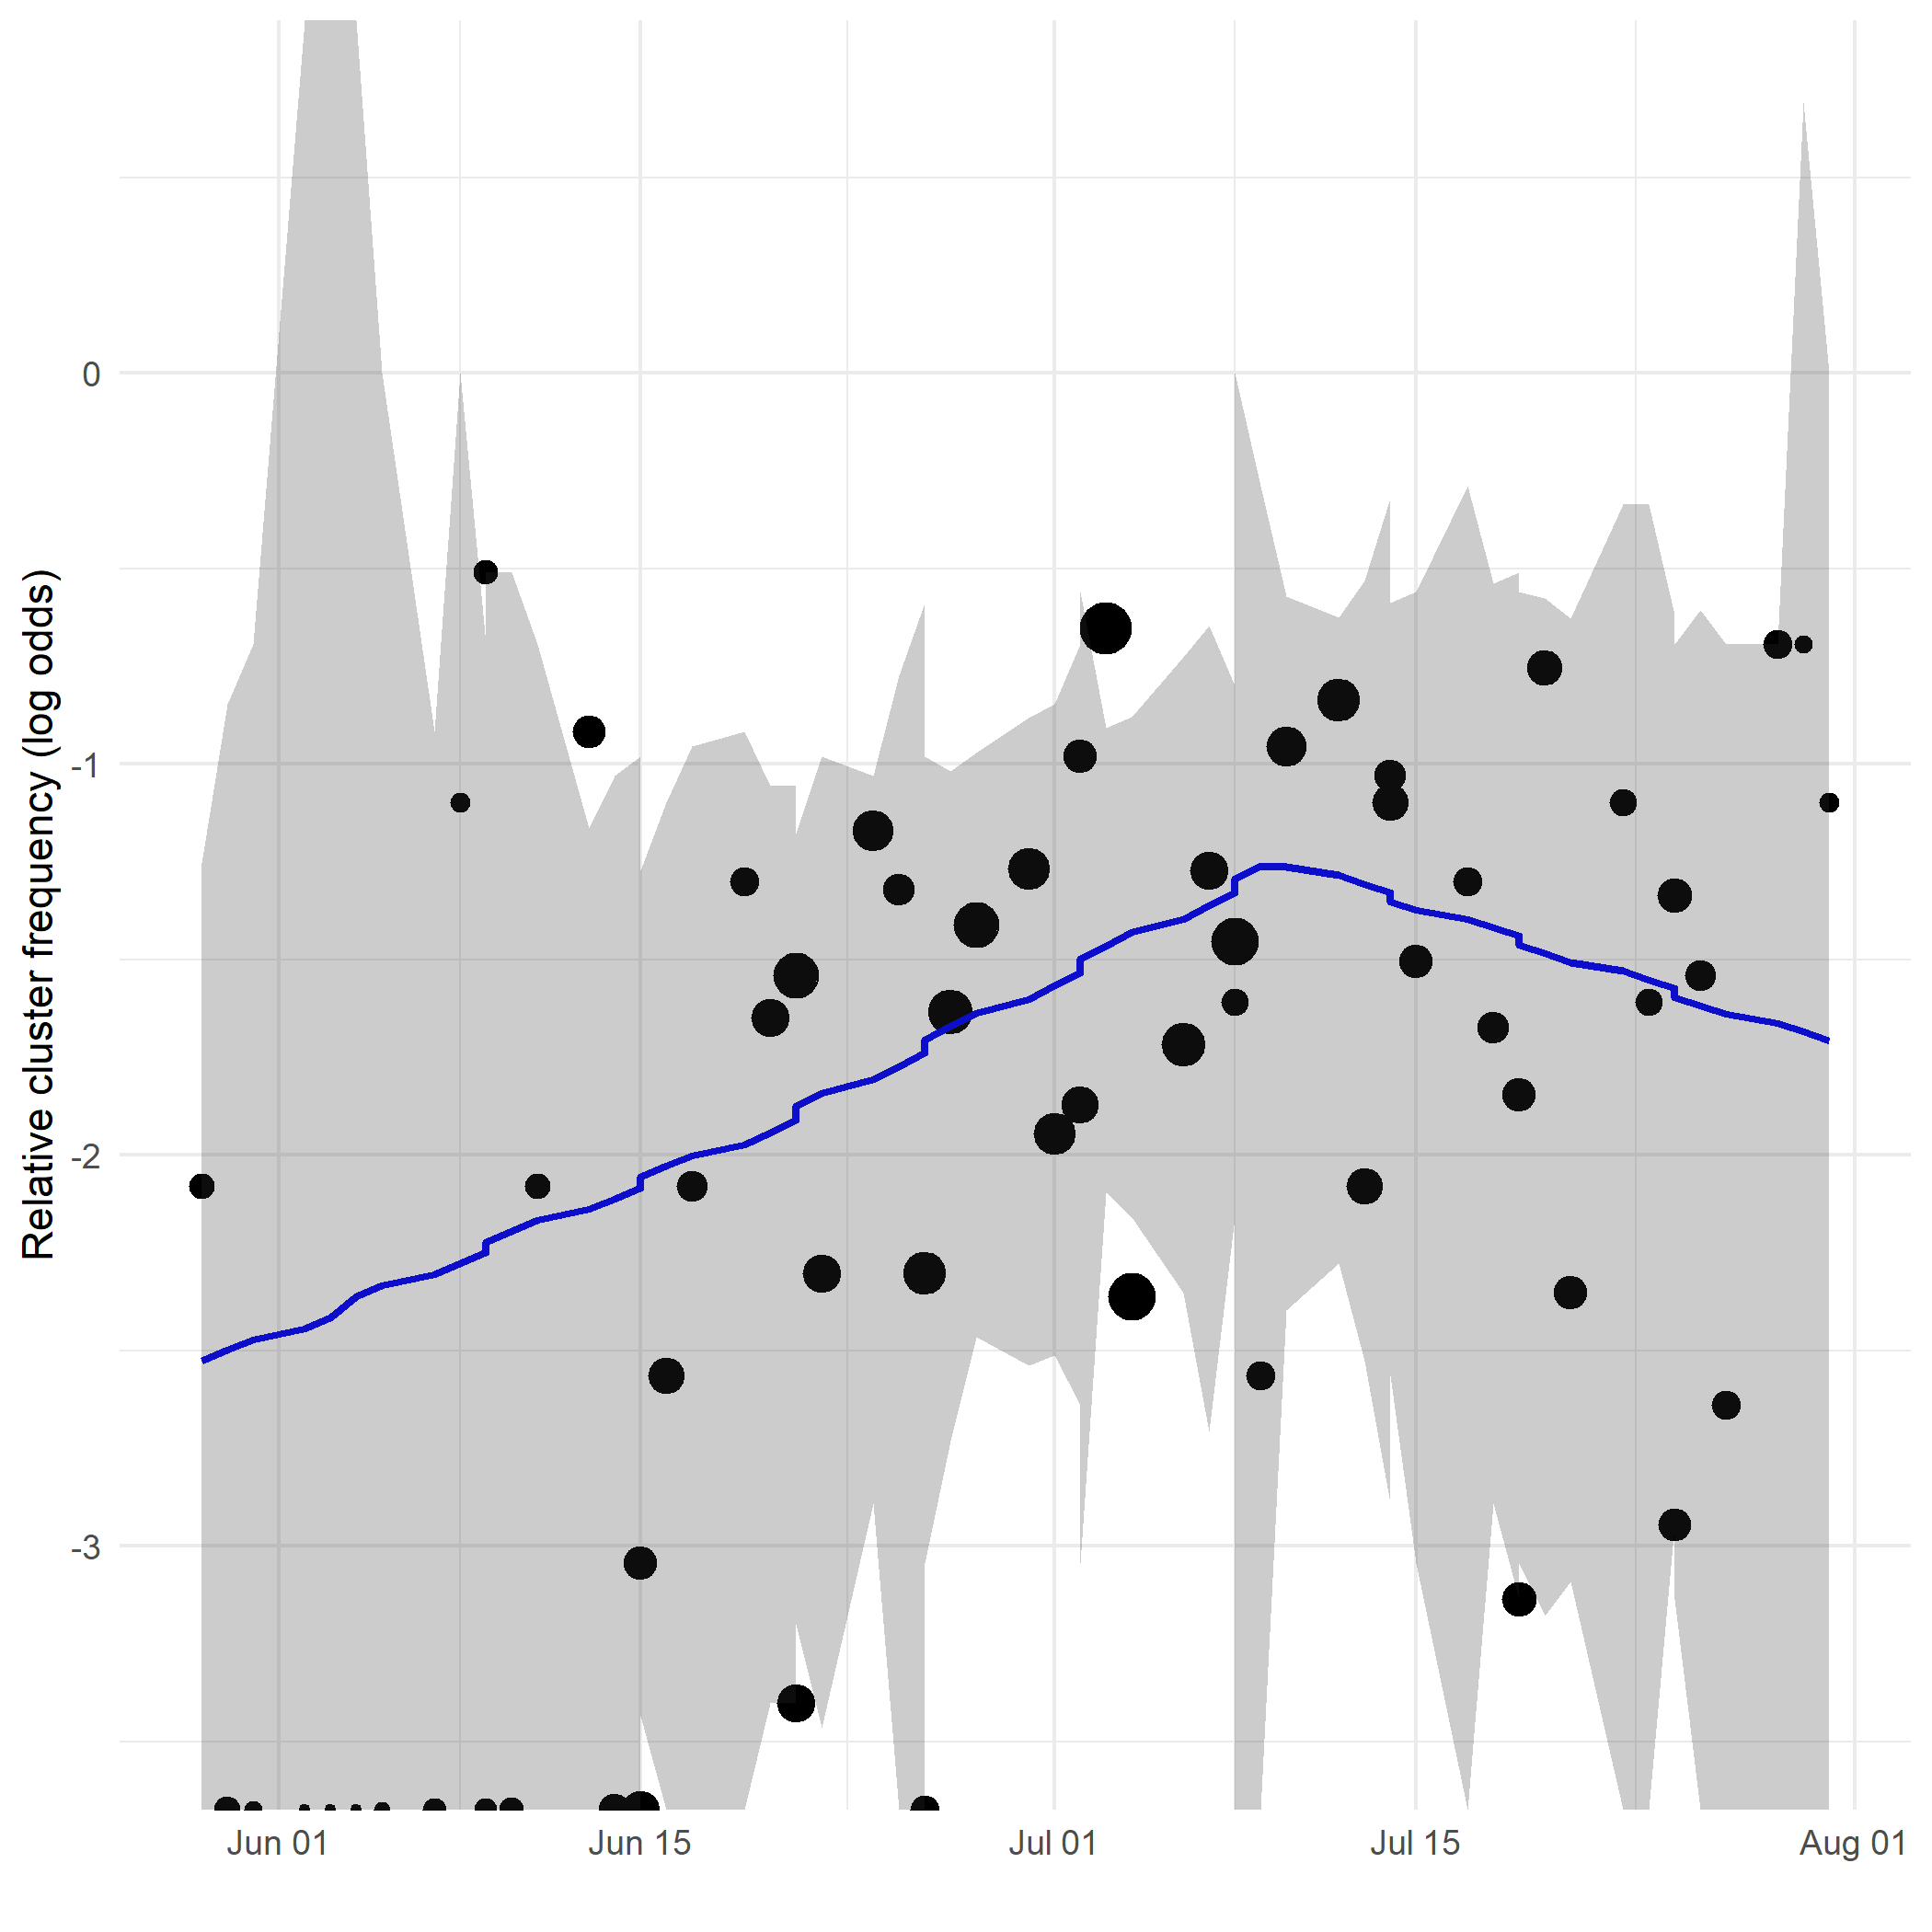 Relative cluster frequency (log odds)
0
-1
-2
-3
Jun 01
Jun 15
Jul 01
Jul 15
Aug 01